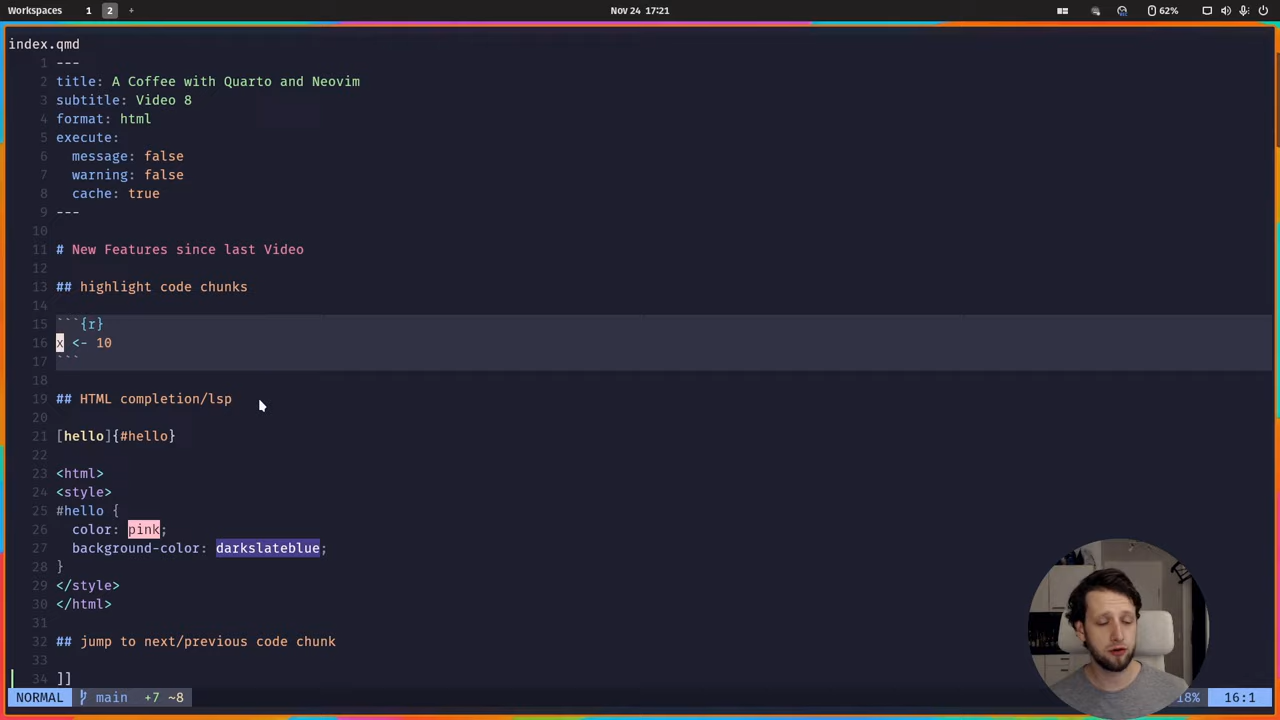 Workspaces 1 2 + Nov 24 17:21 62%
index.qmd
1 ---
2 title: A Coffee with Quarto and Neovim
3 subtitle: Video 8
4 format: html
5 execute:
6   message: false
7   warning: false
8   cache: true
9 ---
10
11 # New Features since last Video
12
13 ## highlight code chunks
14
15 ```{r}
16 x <- 10
17 ```
18
19 ## HTML completion/lsp
20
21 [hello]{#hello}
22
23 <html>
24 <style>
25 #hello {
26   color: pink;
27   background-color: darkslateblue;
28 }
29 </style>
30 </html>
31
32 ## jump to next/previous code chunk
33
34 ]]
NORMAL main +7 ~8 18% 16:1